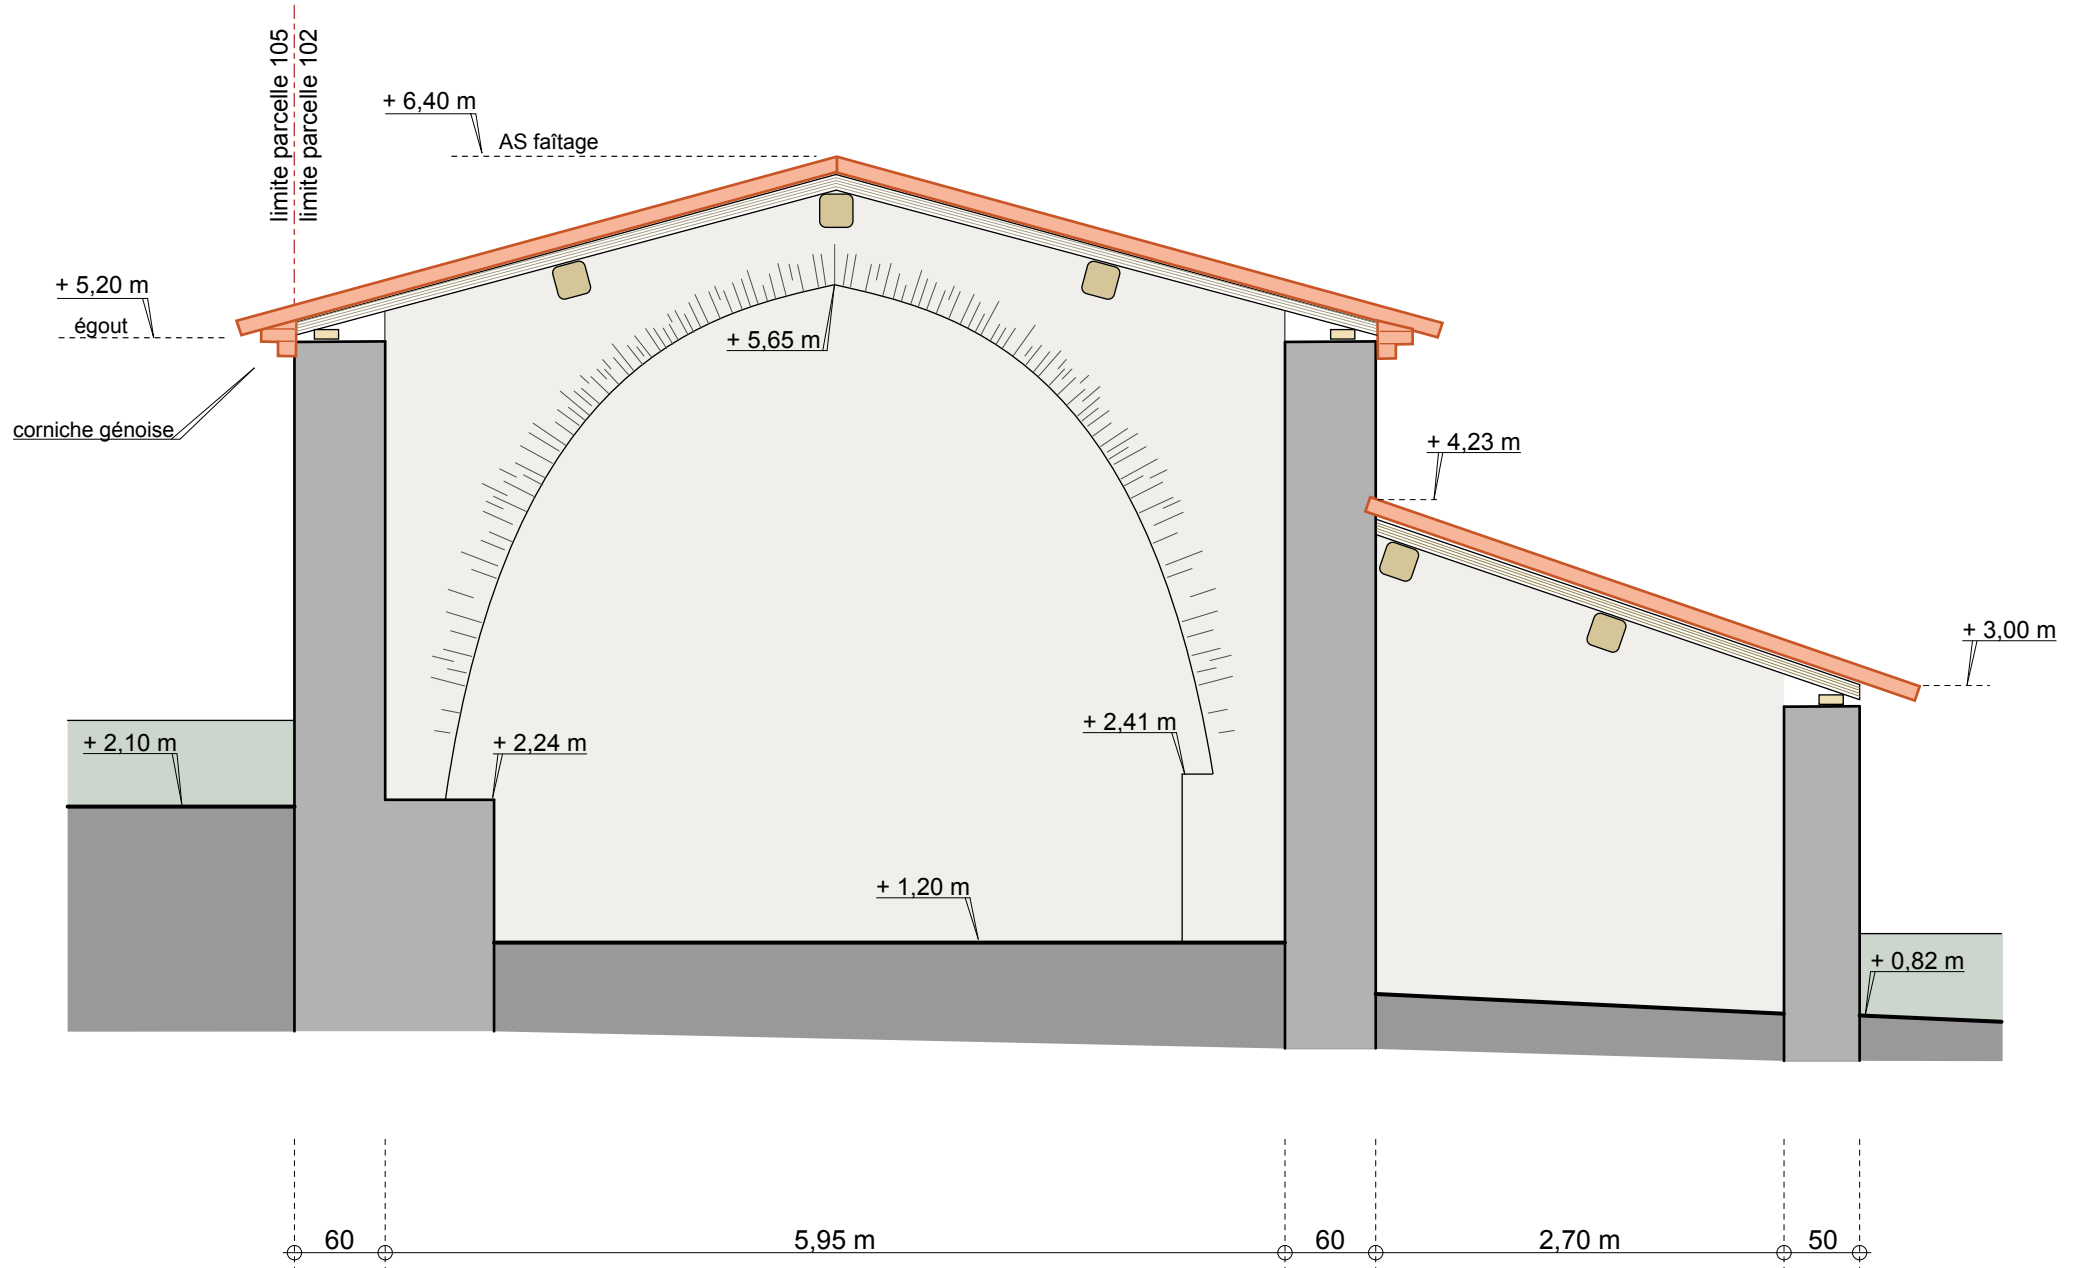 limite parcelle 105
limite parcelle 102
+ 6,40 m
AS faîtage
+ 5,20 m
égout
+ 5,65 m
corniche génoise
+ 4,23 m
+ 3,00 m
+ 2,10 m
+ 2,24 m
+ 2,41 m
+ 1,20 m
+ 0,82 m
60
5,95 m
60
2,70 m
50